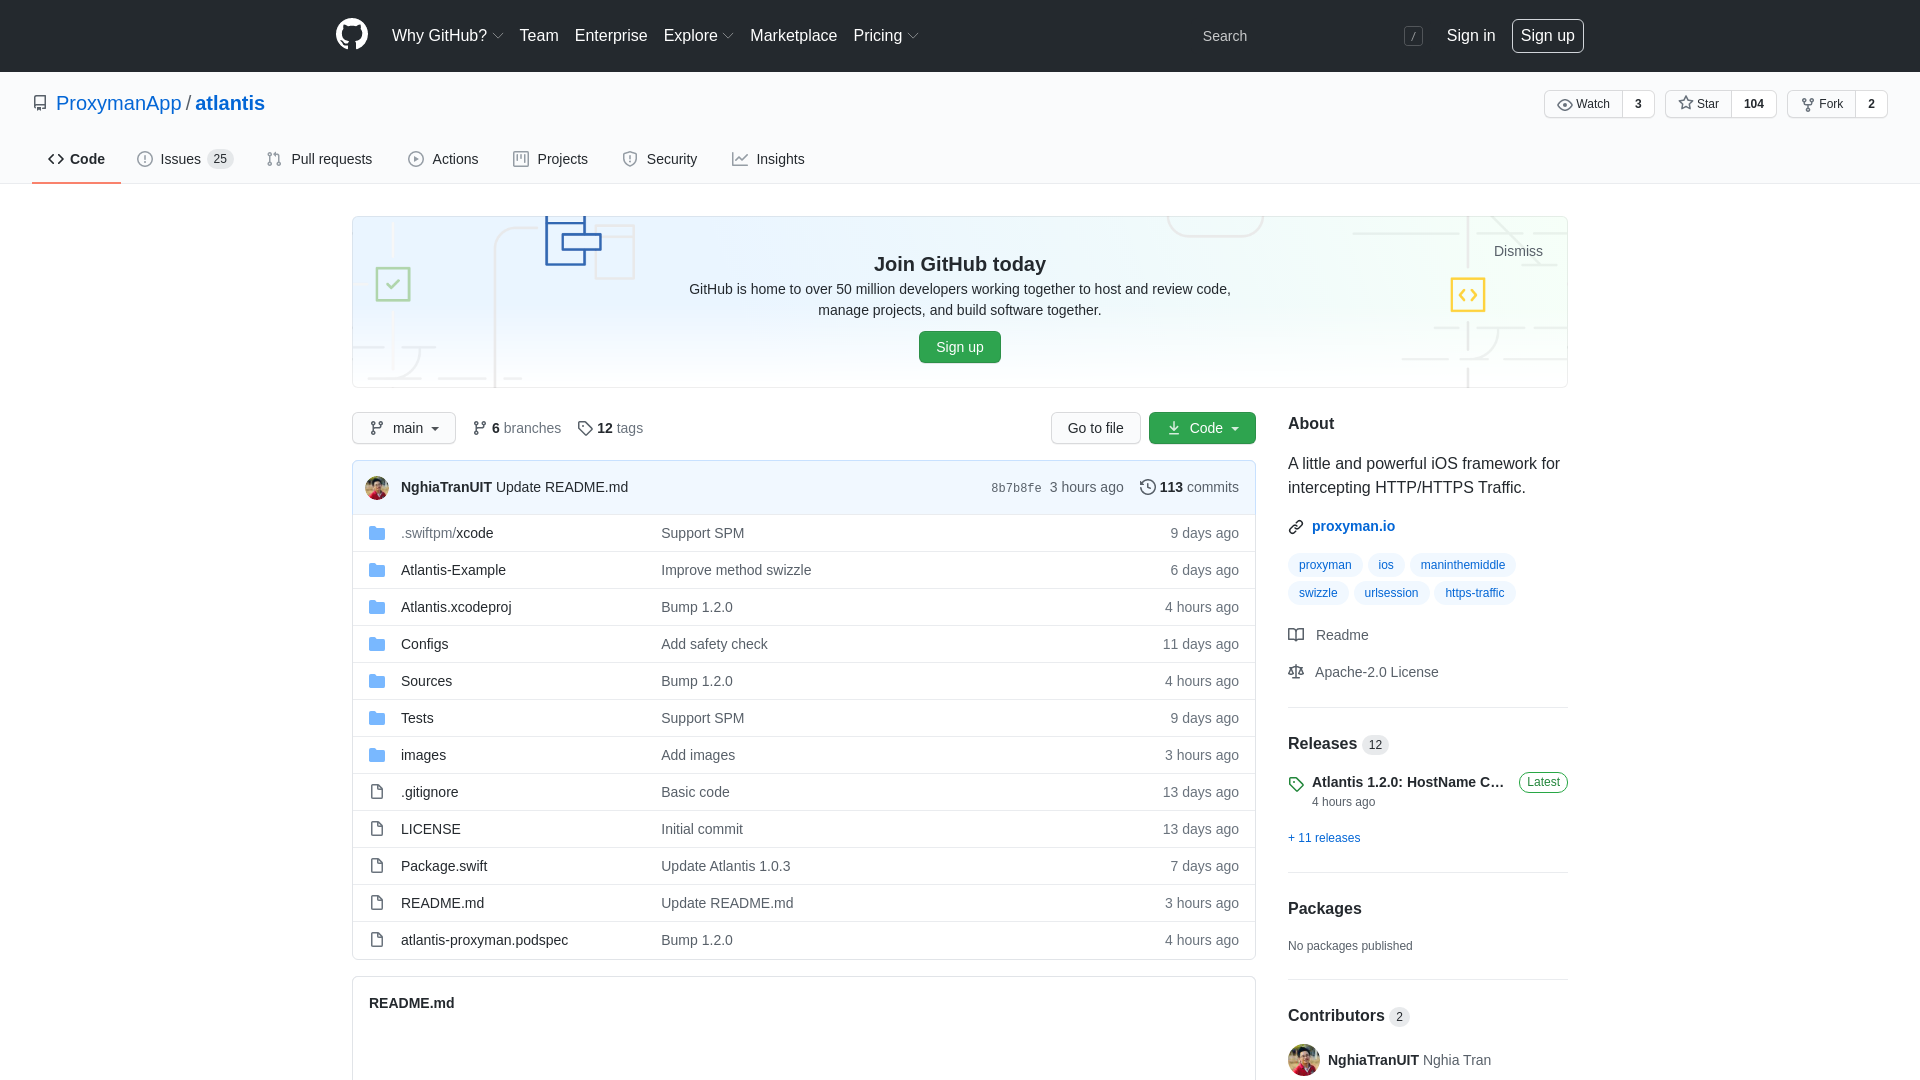 Why GitHub? Team Enterprise Explore Marketplace Pricing Search / Sign in Sign up
ProxymanApp / atlantis Watch 3 Star 104 Fork 2
Code Issues 25 Pull requests Actions Projects Security Insights
Dismiss
Join GitHub today
GitHub is home to over 50 million developers working together to host and review code,
manage projects, and build software together.
Sign up
main 6 branches 12 tags Go to file Code
NghiaTranUIT Update README.md 8b7b8fe 3 hours ago 113 commits
.swiftpm/xcode Support SPM 9 days ago
Atlantis-Example Improve method swizzle 6 days ago
Atlantis.xcodeproj Bump 1.2.0 4 hours ago
Configs Add safety check 11 days ago
Sources Bump 1.2.0 4 hours ago
Tests Support SPM 9 days ago
images Add images 3 hours ago
.gitignore Basic code 13 days ago
LICENSE Initial commit 13 days ago
Package.swift Update Atlantis 1.0.3 7 days ago
README.md Update README.md 3 hours ago
atlantis-proxyman.podspec Bump 1.2.0 4 hours ago
README.md
About
A little and powerful iOS framework for
intercepting HTTP/HTTPS Traffic.
proxyman.io
proxyman ios maninthemiddle
swizzle urlsession https-traffic
Readme
Apache-2.0 License
Releases 12
Atlantis 1.2.0: HostName C... Latest
4 hours ago
+ 11 releases
Packages
No packages published
Contributors 2
NghiaTranUIT Nghia Tran